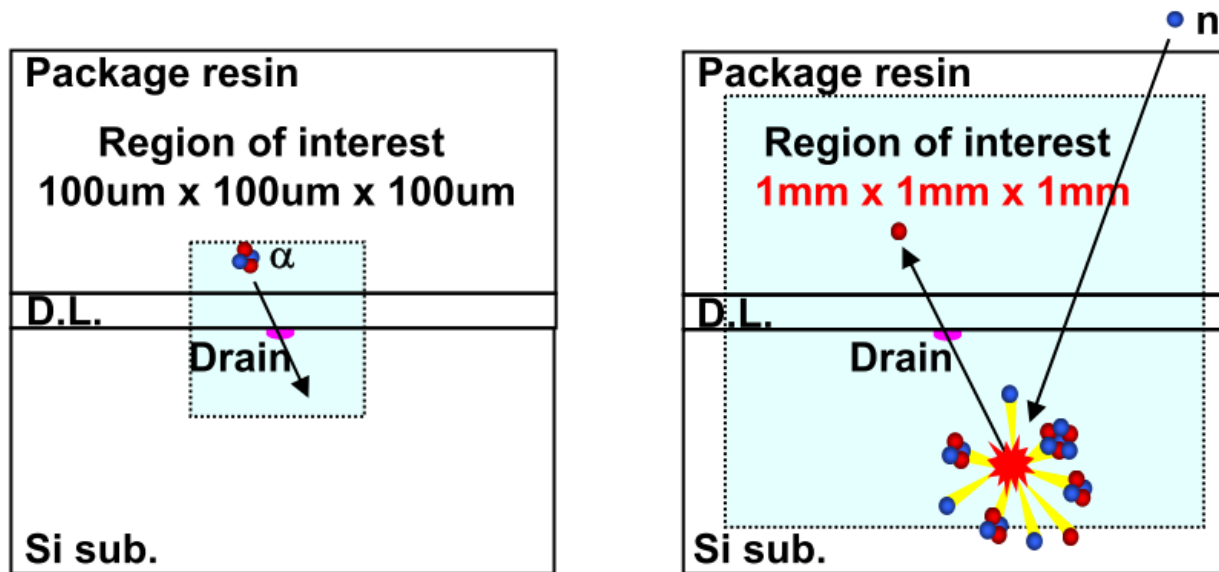 Package resin
Region of interest
100um x 100um x 100um
α
D.L.
Drain
Si sub.
n
Package resin
Region of interest
1mm x 1mm x 1mm
D.L.
Drain
Si sub.